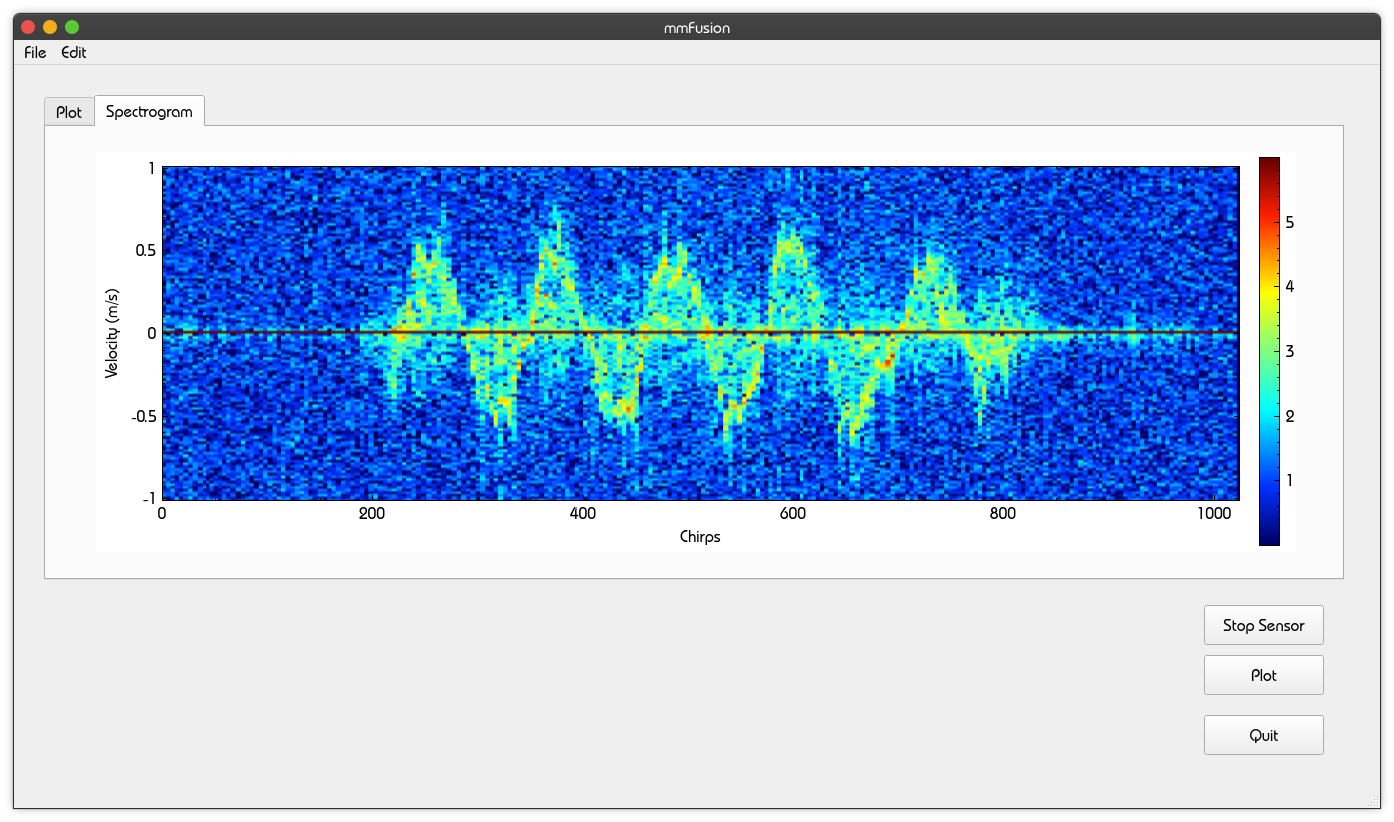 mmFusion
File Edit
Plot Spectrogram
1
0.5
0
-0.5
-1
Velocity (m/s)
0 200 400 600 800 1000
Chirps
5
4
3
2
1
Stop Sensor
Plot
Quit